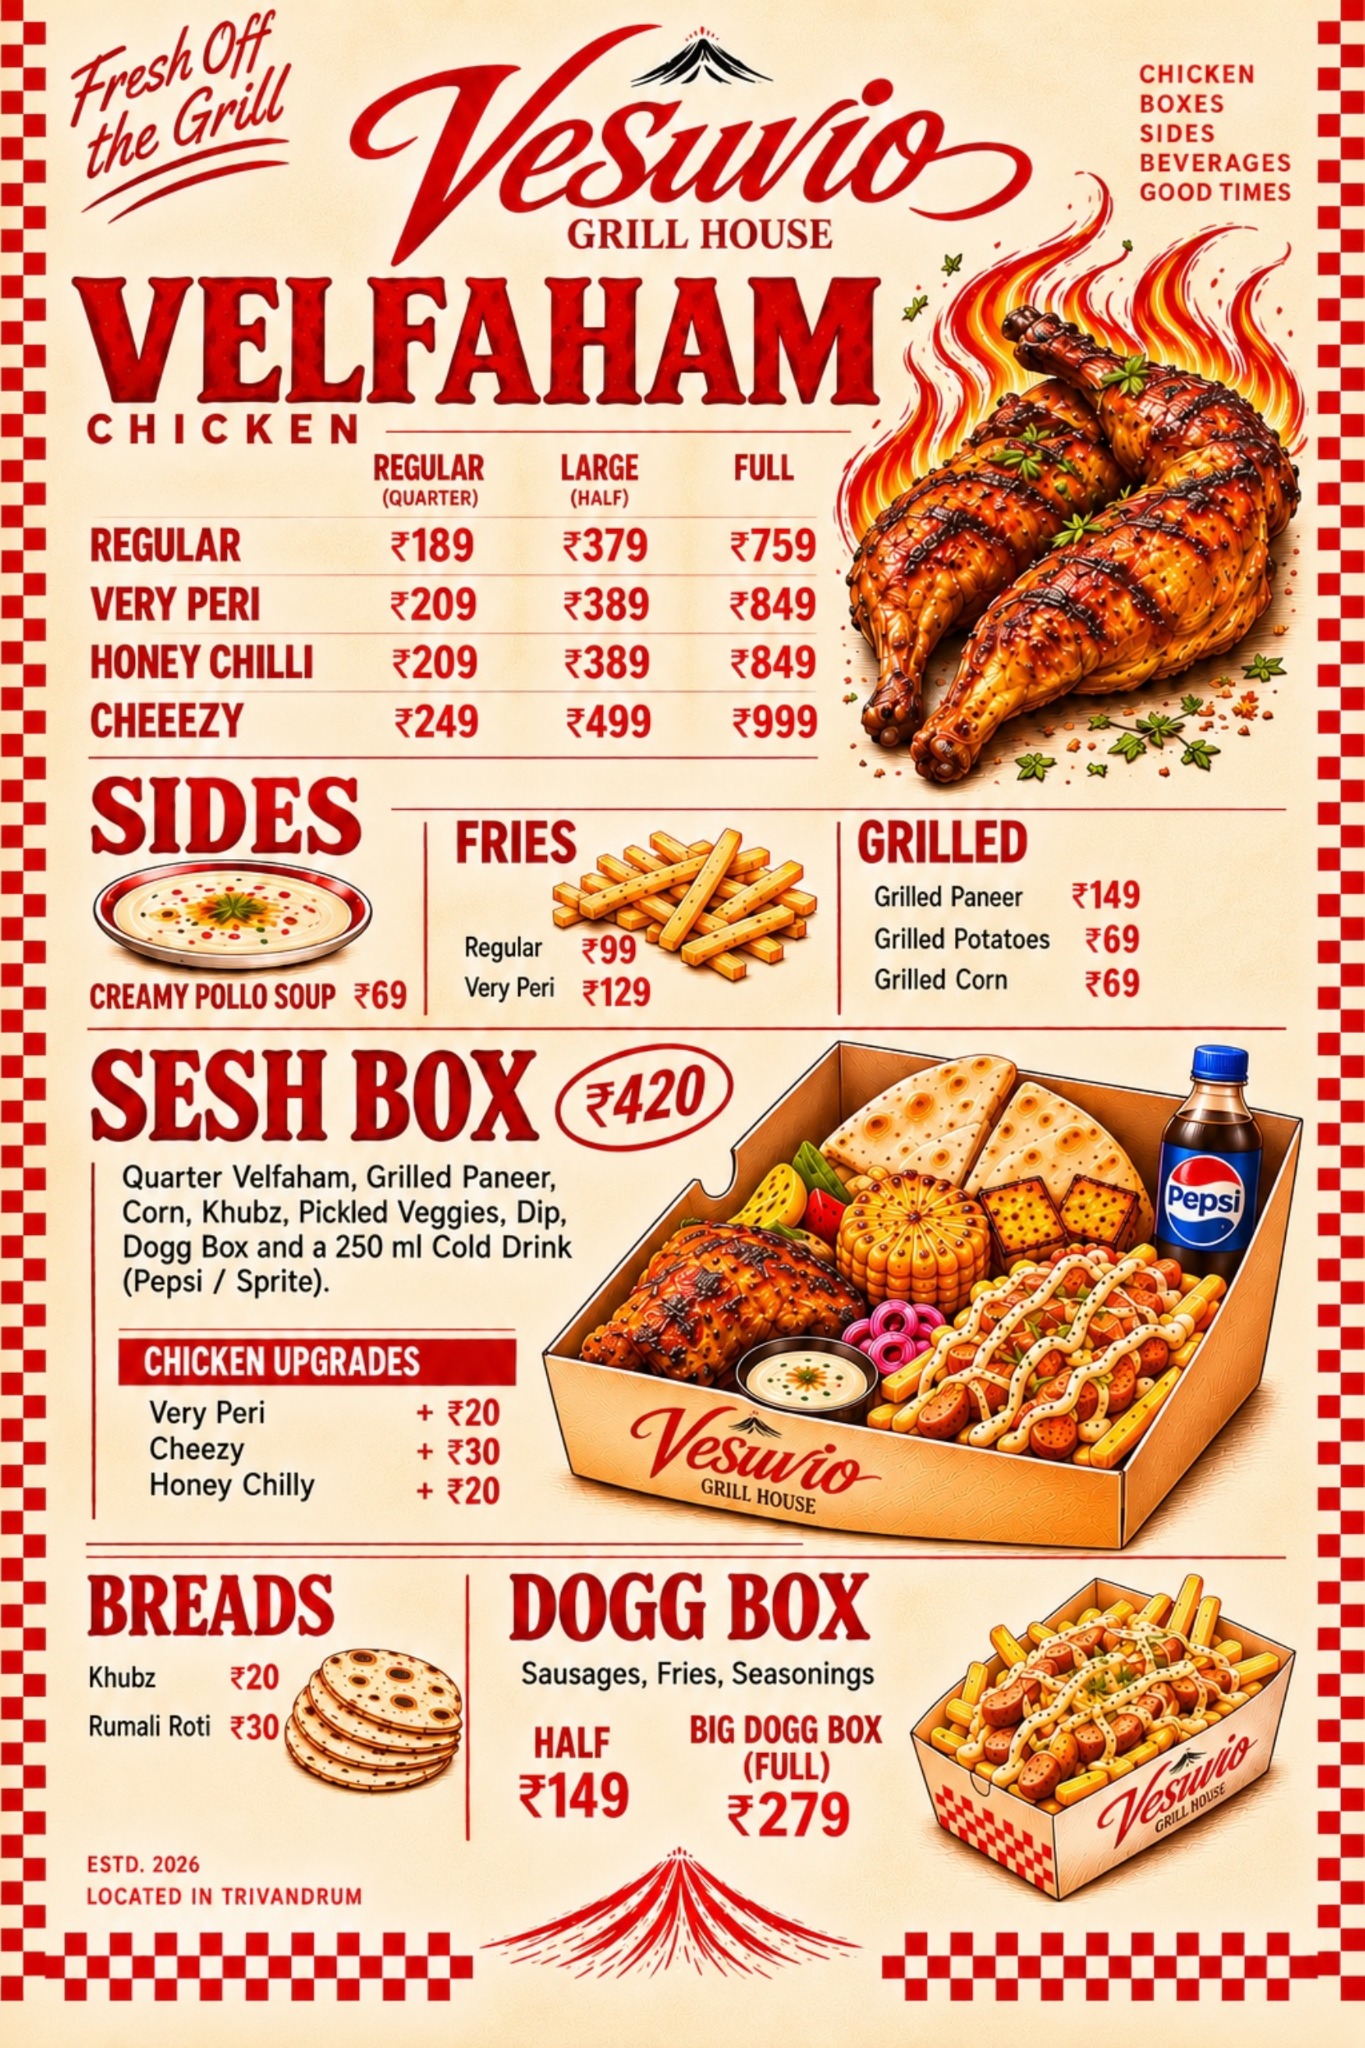 Fresh Off
the Grill
Vesuvio
GRILL HOUSE
CHICKEN
BOXES
SIDES
BEVERAGES
GOOD TIMES
VELFAHAM
CHICKEN
REGULAR LARGE FULL
(QUARTER) (HALF)
REGULAR ₹189 ₹379 ₹759
VERY PERI ₹209 ₹389 ₹849
HONEY CHILLI ₹209 ₹389 ₹849
CHEEEZY ₹249 ₹499 ₹999
SIDES
CREAMY POLLO SOUP ₹69
FRIES
Regular ₹99
Very Peri ₹129
GRILLED
Grilled Paneer ₹149
Grilled Potatoes ₹69
Grilled Corn ₹69
SESH BOX ₹420
Quarter Velfaham, Grilled Paneer,
Corn, Khubz, Pickled Veggies, Dip,
Dogg Box and a 250 ml Cold Drink
(Pepsi / Sprite).
CHICKEN UPGRADES
Very Peri + ₹20
Cheezy + ₹30
Honey Chilly + ₹20
pepsi
Vesuvio
GRILL HOUSE
BREADS
Khubz ₹20
Rumali Roti ₹30
DOGG BOX
Sausages, Fries, Seasonings
HALF
₹149
BIG DOGG BOX
(FULL)
₹279
Vesuvio
GRILL HOUSE
ESTD. 2026
LOCATED IN TRIVANDRUM